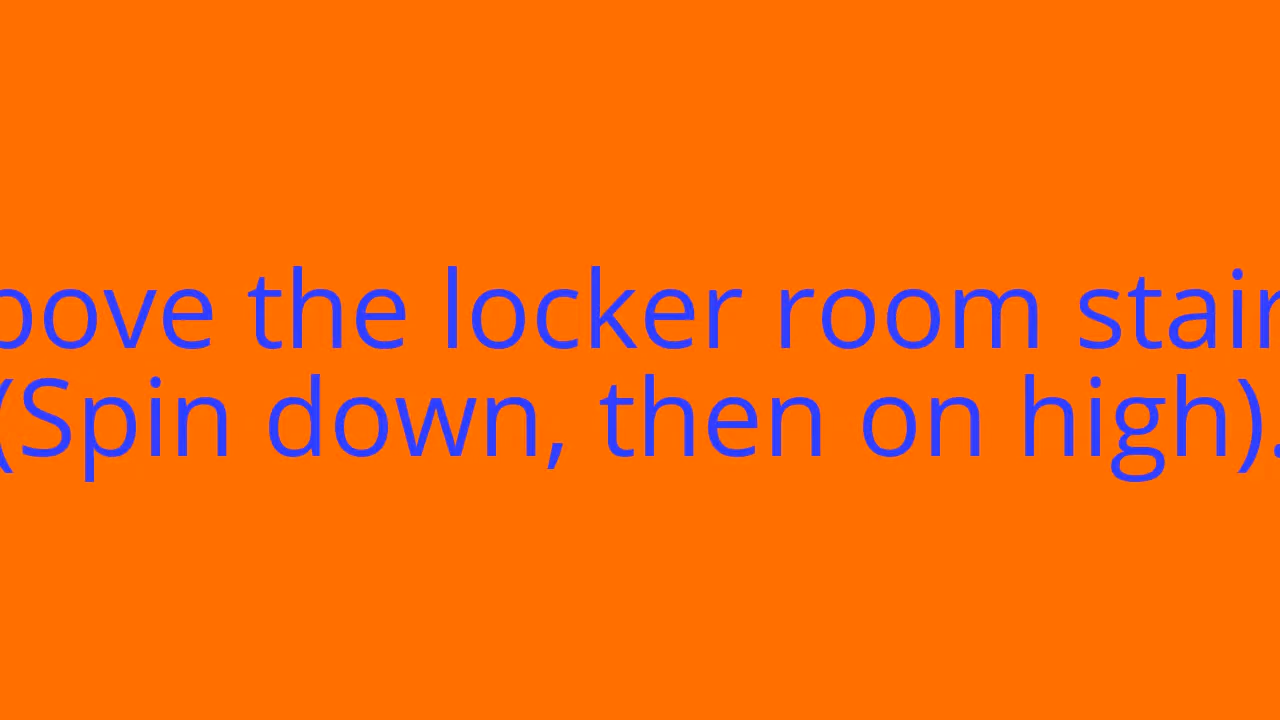 bove the locker room stair
(Spin down, then on high).